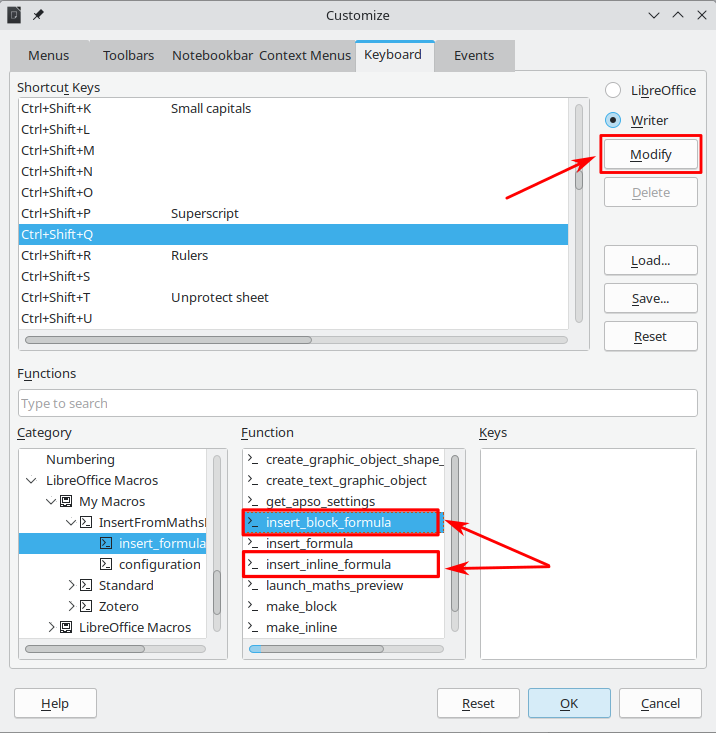 Customize
Menus Toolbars Notebookbar Context Menus Keyboard Events
Shortcut Keys
Ctrl+Shift+K Small capitals
Ctrl+Shift+L
Ctrl+Shift+M
Ctrl+Shift+N
Ctrl+Shift+O
Ctrl+Shift+P Superscript
Ctrl+Shift+Q
Ctrl+Shift+R Rulers
Ctrl+Shift+S
Ctrl+Shift+T Unprotect sheet
Ctrl+Shift+U
LibreOffice
Writer
Modify
Delete
Load...
Save...
Reset
Functions
Type to search
Category
Numbering
LibreOffice Macros
My Macros
InsertFromMathsl
insert_formula
configuration
Standard
Zotero
LibreOffice Macros
Function
create_graphic_object_shape_
create_text_graphic_object
get_apso_settings
insert_block_formula
insert_formula
insert_inline_formula
launch_maths_preview
make_block
make_inline
Keys
Help Reset OK Cancel